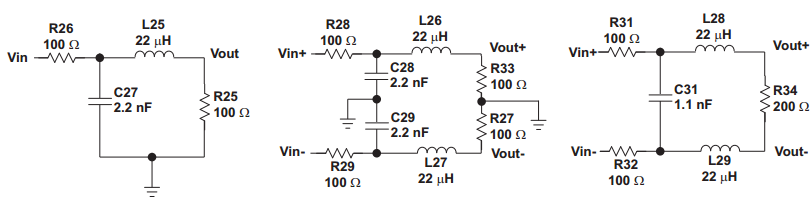 R26
100 Ω
L25
22 μH
Vin
Vout
C27
2.2 nF
R25
100 Ω
R28
100 Ω
L26
22 μH
Vin+
Vout+
C28
2.2 nF
R33
100 Ω
C29
2.2 nF
R27
100 Ω
Vin-
Vout-
R29
100 Ω
L27
22 μH
R31
100 Ω
L28
22 μH
Vin+
Vout+
C31
1.1 nF
R34
200 Ω
Vin-
Vout-
R32
100 Ω
L29
22 μH